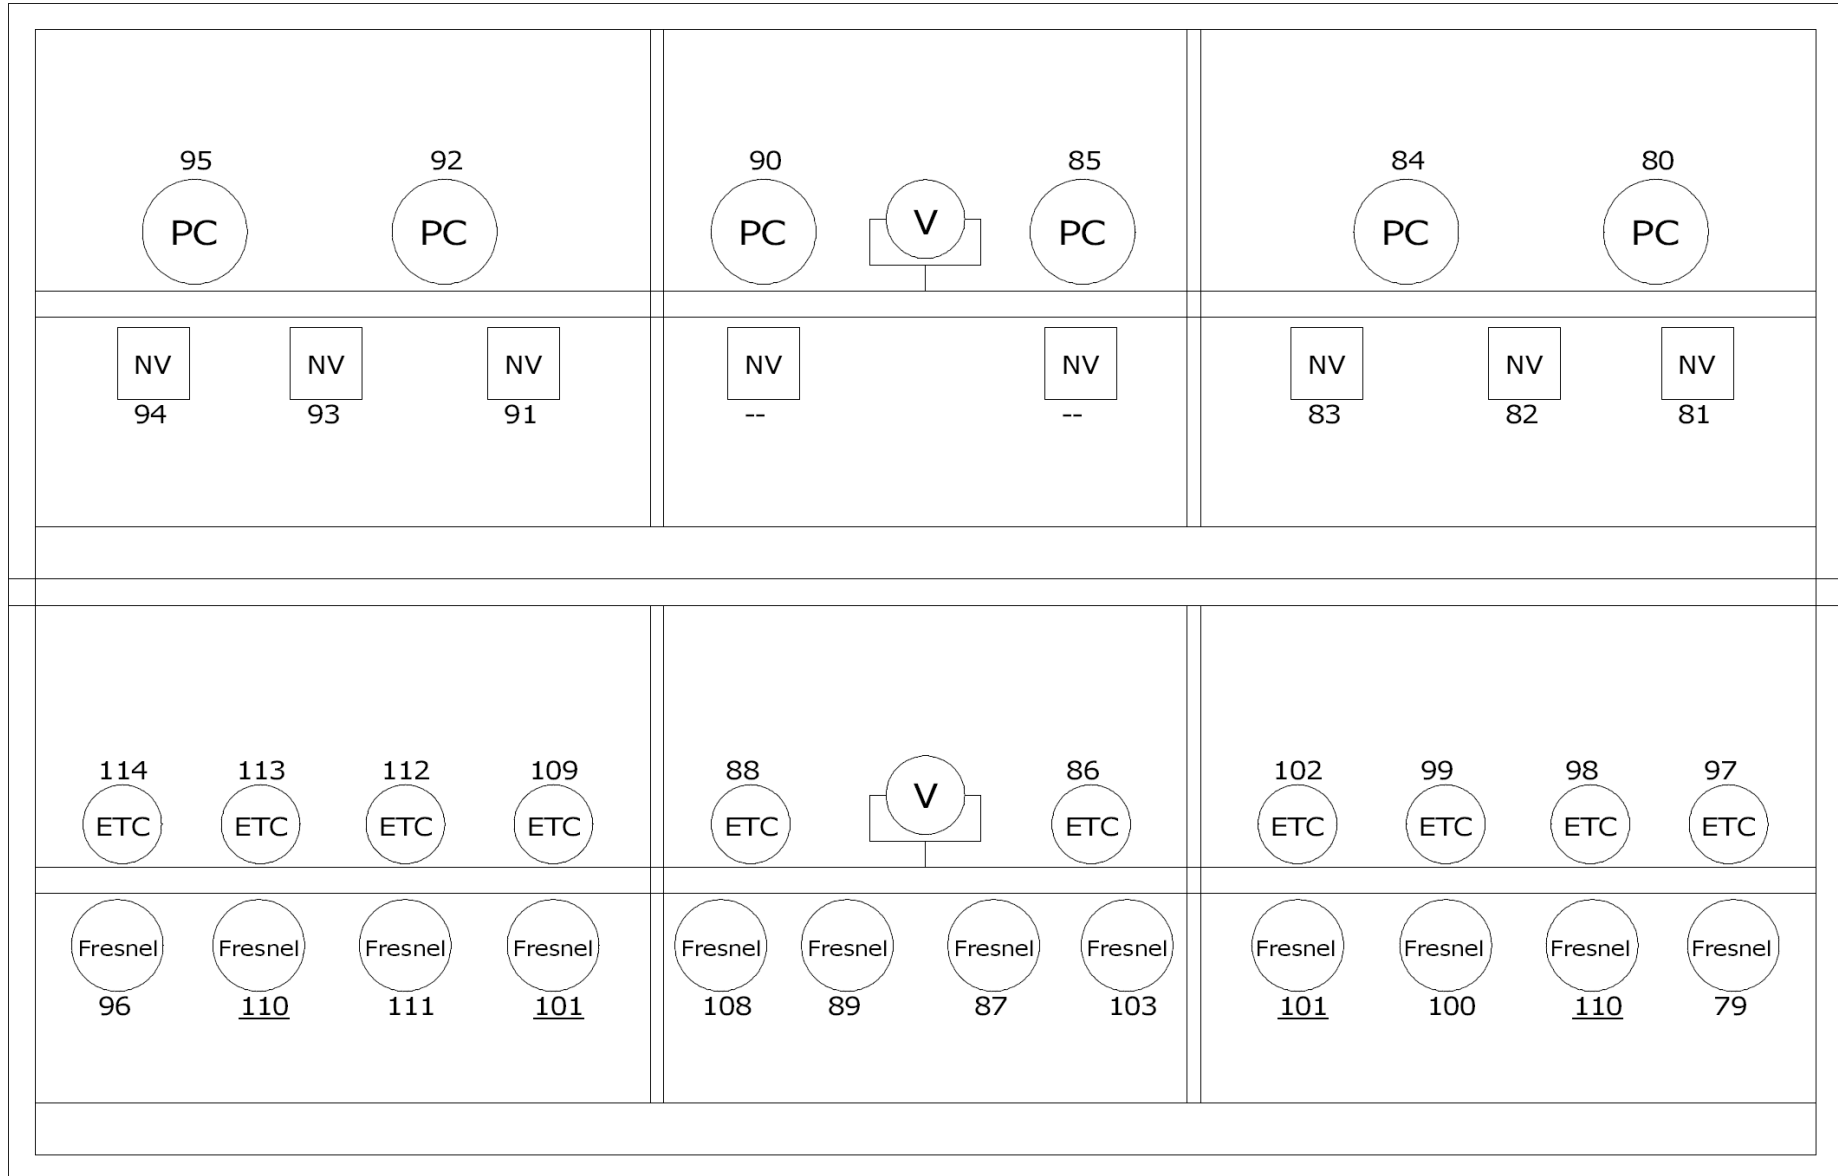 95 92 90 85 84 80
PC PC PC V PC PC PC
NV NV NV NV NV NV NV NV
94 93 91 -- -- 83 82 81
114 113 112 109 88 86 102 99 98 97
ETC ETC ETC ETC ETC V ETC ETC ETC ETC ETC
Fresnel Fresnel Fresnel Fresnel Fresnel Fresnel Fresnel Fresnel Fresnel Fresnel Fresnel Fresnel
96 110 111 101 108 89 87 103 101 100 110 79